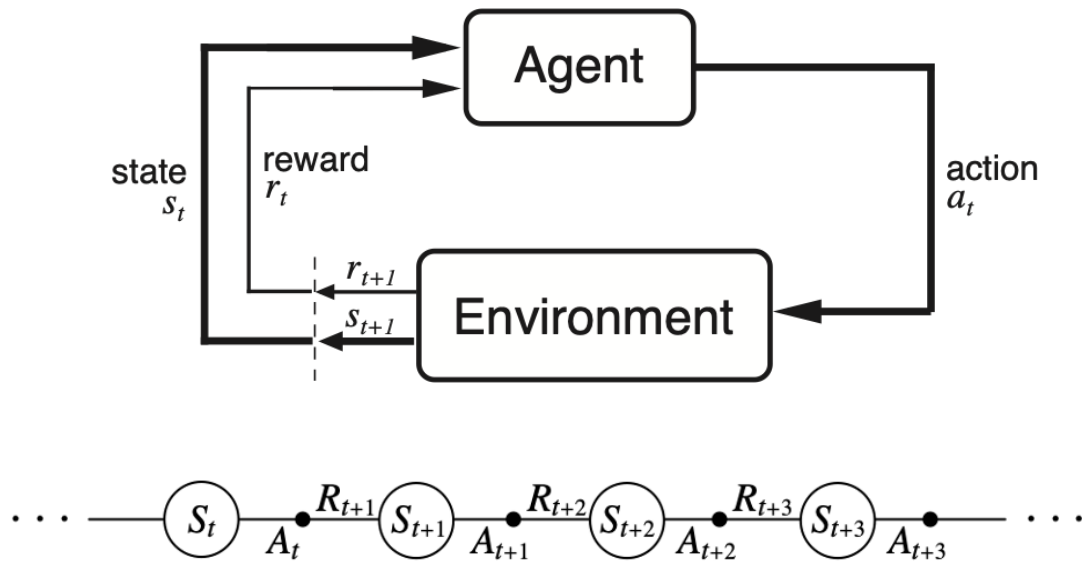 Agent
state
s_t
reward
r_t
action
a_t
r_{t+1}
Environment
s_{t+1}
· · · S_t A_t R_{t+1} S_{t+1} A_{t+1} R_{t+2} S_{t+2} A_{t+2} R_{t+3} S_{t+3} A_{t+3} · · ·